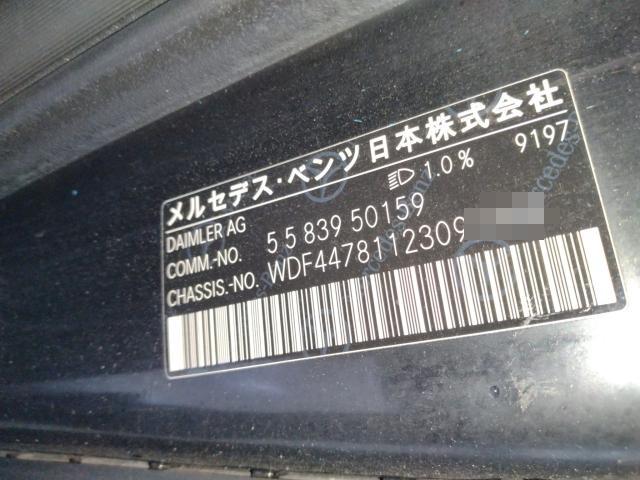 メルセデス・ベンツ日本株式会社
DAIMLER AG 1.0% 9197
COMM.-NO. 5 5 839 50159
CHASSIS.-NO. WDF4478112309